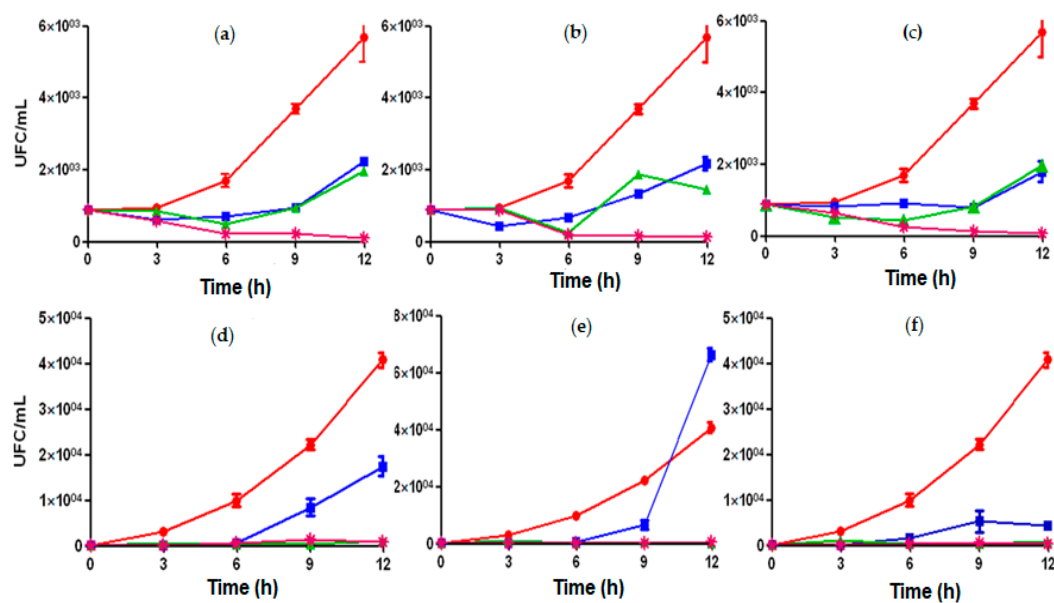 (a)
6×10⁰³
4×10⁰³
2×10⁰³
0
UFC/mL
0 3 6 9 12
Time (h)
(b)
6×10⁰³
4×10⁰³
2×10⁰³
0
0 3 6 9 12
Time (h)
(c)
6×10⁰³
4×10⁰³
2×10⁰³
0
0 3 6 9 12
Time (h)
(d)
5×10⁰⁴
4×10⁰⁴
3×10⁰⁴
2×10⁰⁴
1×10⁰⁴
0
UFC/mL
0 3 6 9 12
Time (h)
(e)
8×10⁰⁴
6×10⁰⁴
4×10⁰⁴
2×10⁰⁴
0
0 3 6 9 12
Time (h)
(f)
5×10⁰⁴
4×10⁰⁴
3×10⁰⁴
2×10⁰⁴
1×10⁰⁴
0
0 3 6 9 12
Time (h)